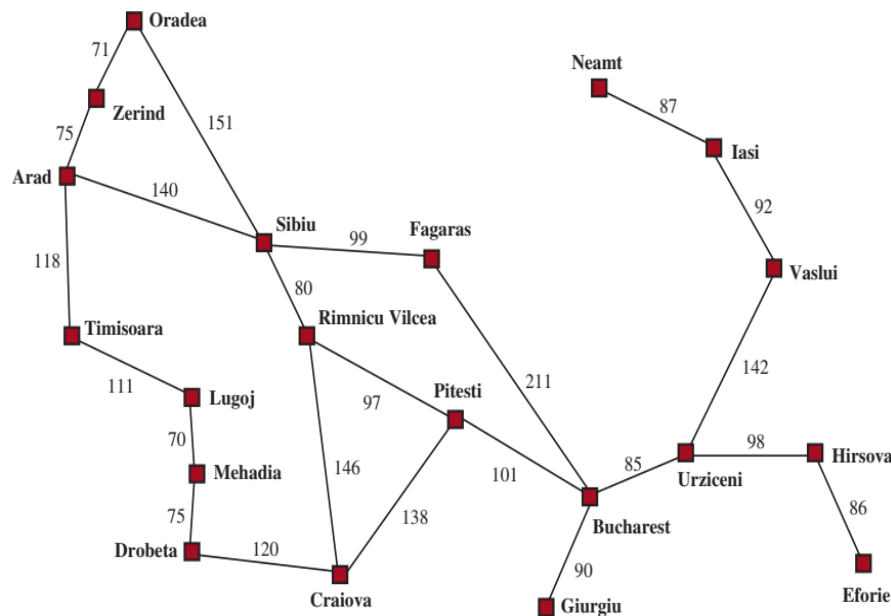 Oradea
71
Neamt
87
Zerind
151
75
Iasi
Arad
140
92
Sibiu
99
Fagaras
118
80
Vaslui
Timisoara
Rimnicu Vilcea
142
111
Lugoj
97
Pitesti
211
70
98
Hirsova
Mehadia
146
101
85
Urziceni
75
138
Bucharest
86
Drobeta
120
90
Craiova
Giurgiu
Eforie